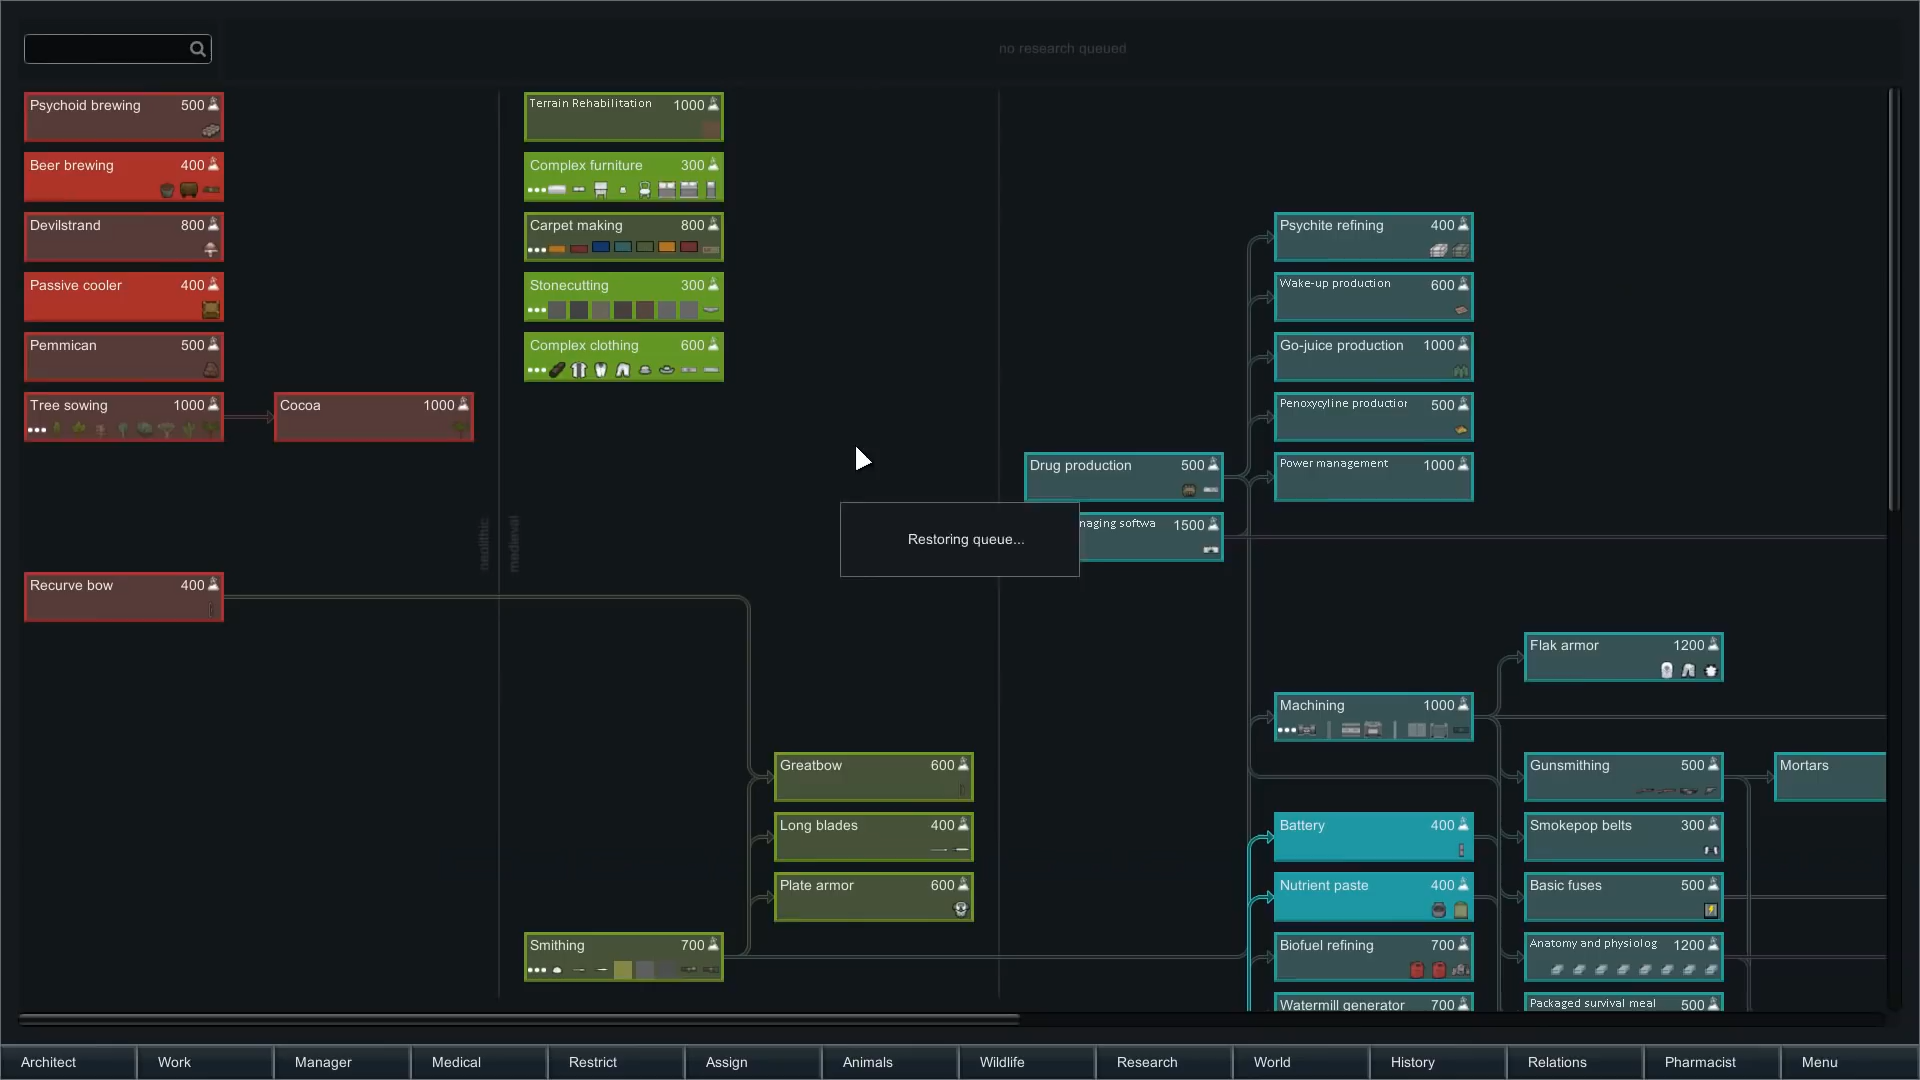 no research queued
Psychoid brewing 500
Terrain Rehabilitation 1000
Beer brewing 400
Complex furniture 300
Devilstrand 800
Carpet making 800
Psychite refining 400
Passive cooler 400
Stonecutting 300
Wake-up production 600
Pemmican 500
Complex clothing 600
Go-juice production 1000
Tree sowing 1000
Cocoa 1000
Penoxycyline production 500
Drug production 500
Power management 1000
naging softwa 1500
neolithic
medieval
Restoring queue...
Recurve bow 400
Flak armor 1200
Machining 1000
Greatbow 600
Gunsmithing 500
Mortars
Long blades 400
Battery 400
Smokepop belts 300
Plate armor 600
Nutrient paste 400
Basic fuses 500
Smithing 700
Biofuel refining 700
Anatomy and physiolog 1200
Watermill generator 700
Packaged survival meal 500
Architect
Work
Manager
Medical
Restrict
Assign
Animals
Wildlife
Research
World
History
Relations
Pharmacist
Menu